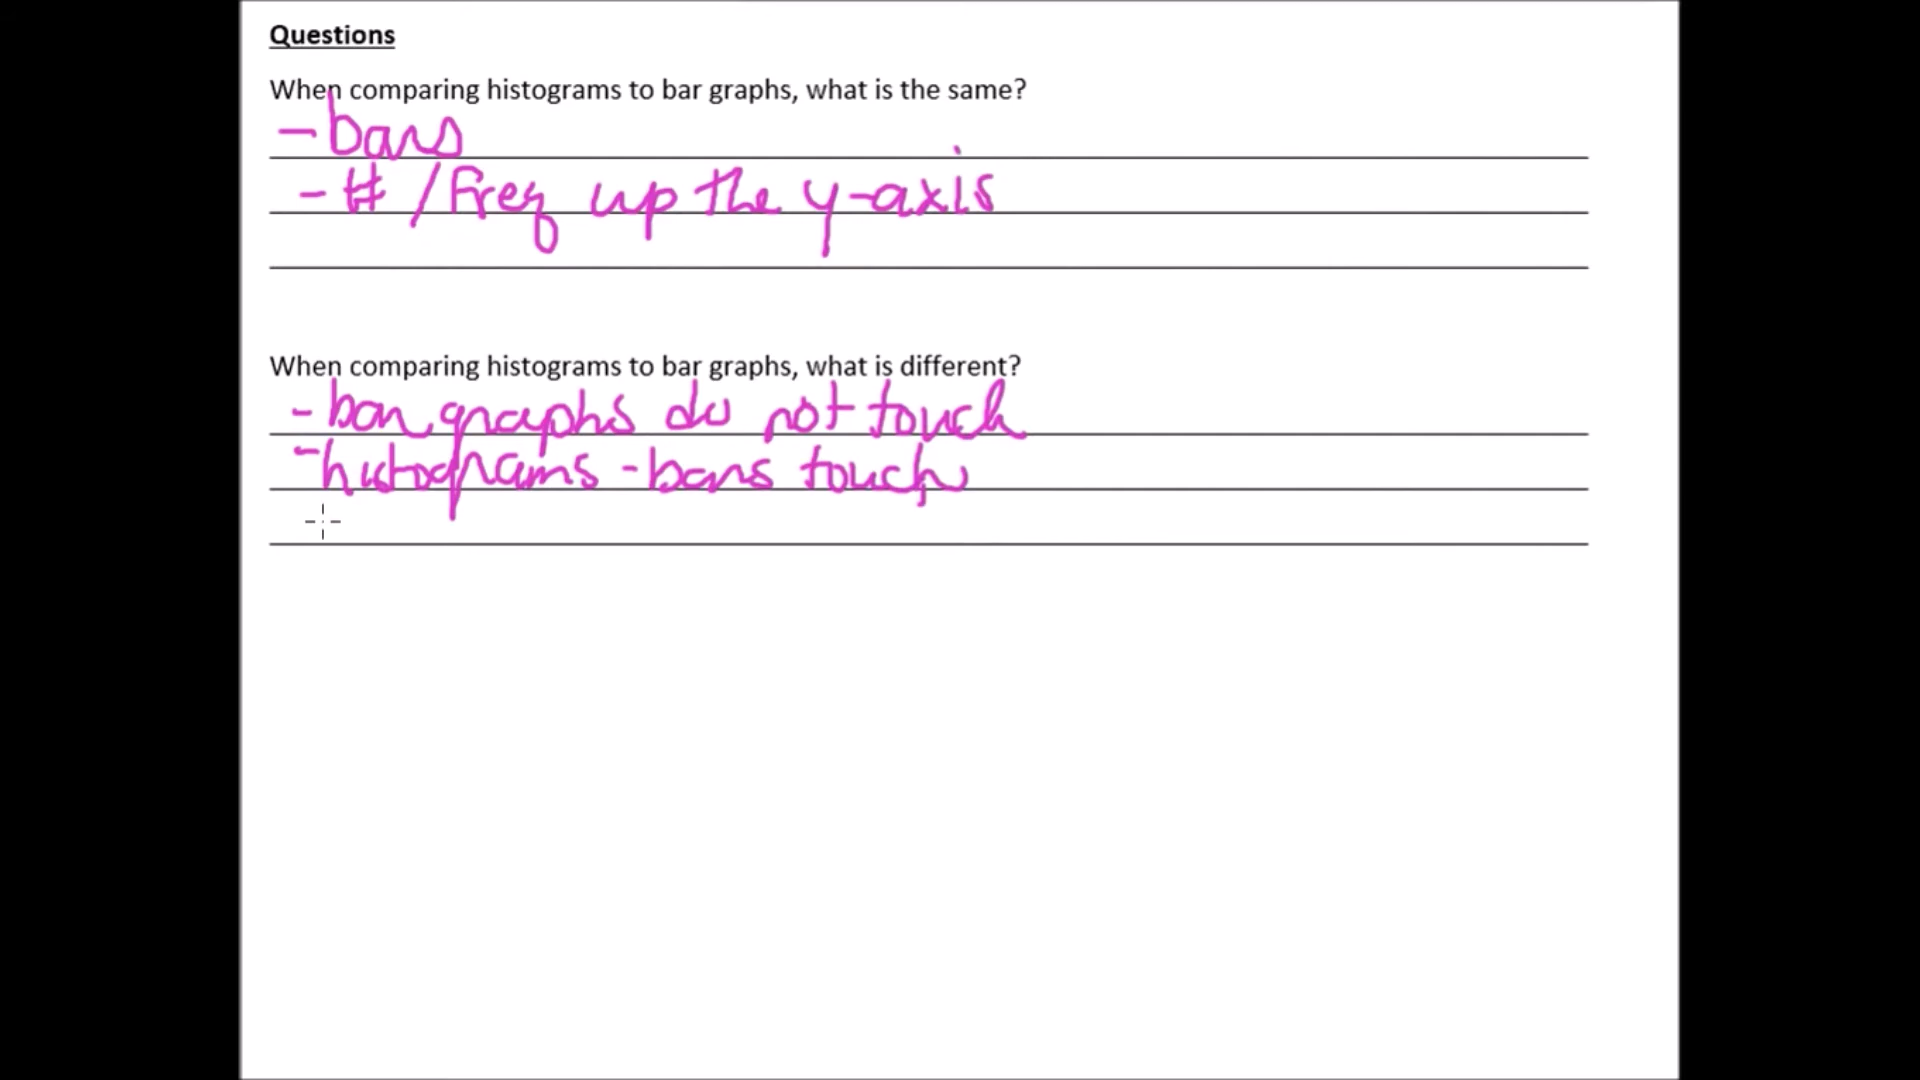 Questions
When comparing histograms to bar graphs, what is the same?
- bars
- # / Freq up the y-axis
When comparing histograms to bar graphs, what is different?
- bar graphs do not touch
- histograms - bars touch